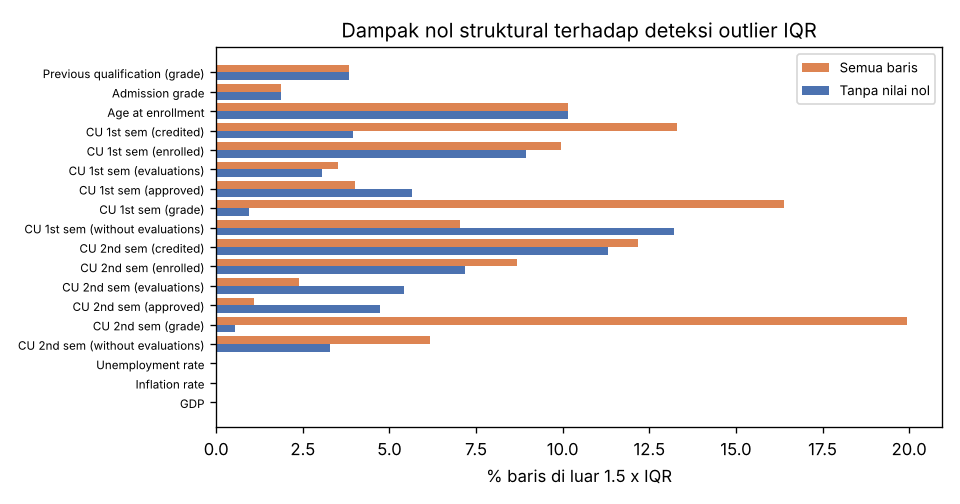 Dampak nol struktural terhadap deteksi outlier IQR
Semua baris
Tanpa nilai nol
Previous qualification (grade)
Admission grade
Age at enrollment
CU 1st sem (credited)
CU 1st sem (enrolled)
CU 1st sem (evaluations)
CU 1st sem (approved)
CU 1st sem (grade)
CU 1st sem (without evaluations)
CU 2nd sem (credited)
CU 2nd sem (enrolled)
CU 2nd sem (evaluations)
CU 2nd sem (approved)
CU 2nd sem (grade)
CU 2nd sem (without evaluations)
Unemployment rate
Inflation rate
GDP
0.0 2.5 5.0 7.5 10.0 12.5 15.0 17.5 20.0
% baris di luar 1.5 x IQR